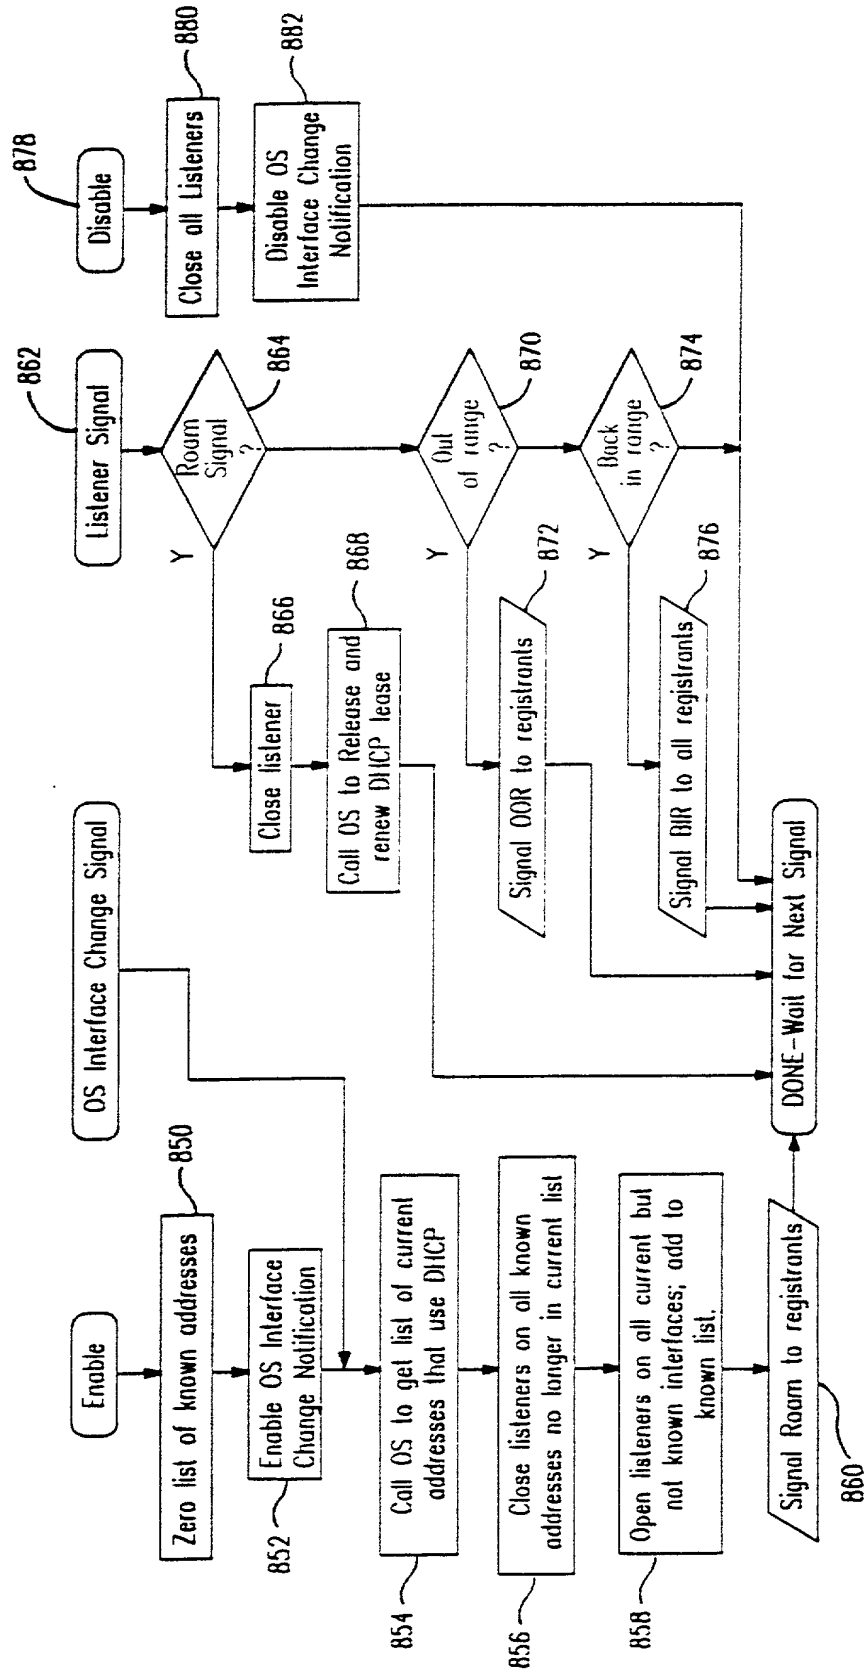 Enable
Zero list of known addresses
850
Enable OS Interface
Change Notification
852
Call OS to get list of current
addresses that use DHCP
854
Close listeners on all known
addresses no longer in current list
856
Open listeners on all current but
not known interfaces; add to
known list.
858
Signal Roam to registrants
860
OS Interface Change Signal
Listener Signal
862
Roam
Signal
?
864
Y
Close listener
866
Call OS to Release and
renew DHCP lease
868
Out
of range
?
870
Y
Signal OOR to registrants
872
Back
in range
?
874
Y
Signal BIR to all registrants
876
Disable
878
Close all Listeners
880
Disable OS
Interface Change
Notification
882
DONE-Wait for Next Signal